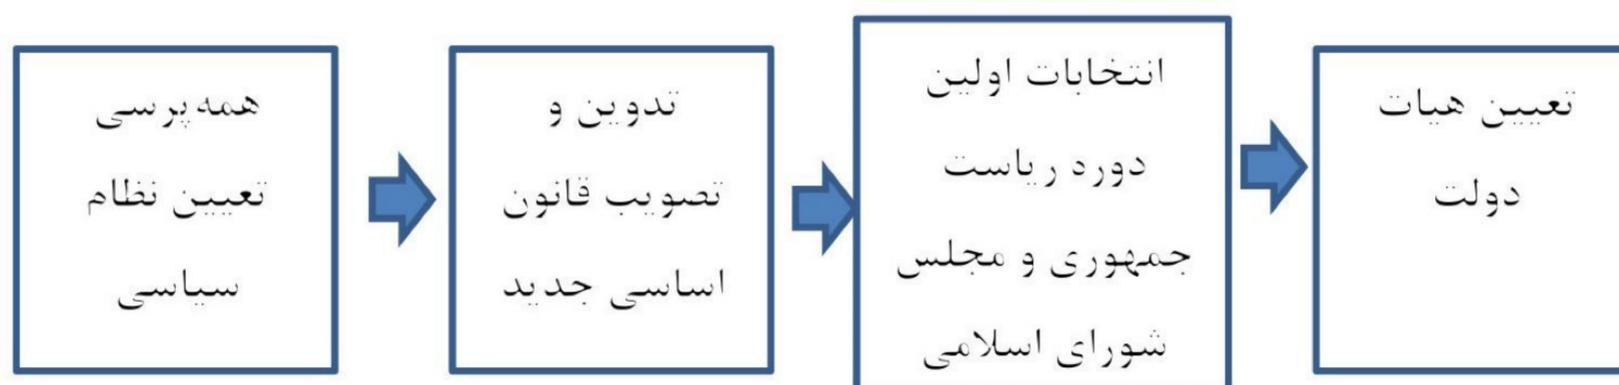 همه‌پرسی
تعیین نظام
سیاسی
تدوین و
تصویب قانون
اساسی جدید
انتخابات اولین
دوره ریاست
جمهوری و مجلس
شورای اسلامی
تعیین هیات
دولت